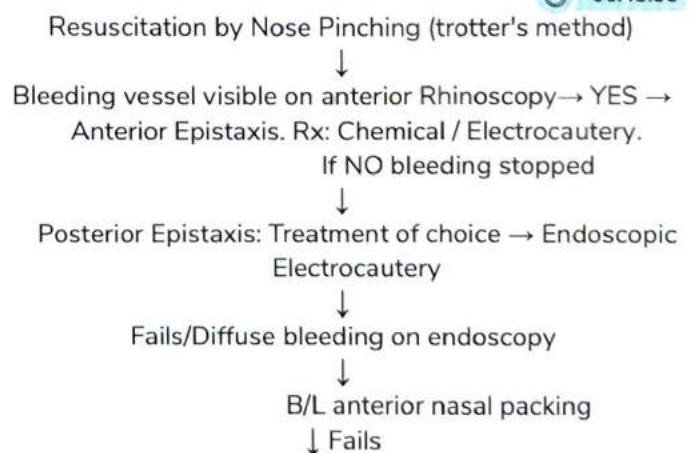 Resuscitation by Nose Pinching (trotter's method)
↓
Bleeding vessel visible on anterior Rhinoscopy→ YES →
Anterior Epistaxis. Rx: Chemical / Electrocautery.
If NO bleeding stopped
↓
Posterior Epistaxis: Treatment of choice → Endoscopic
Electrocautery
↓
Fails/Diffuse bleeding on endoscopy
↓
B/L anterior nasal packing
↓ Fails